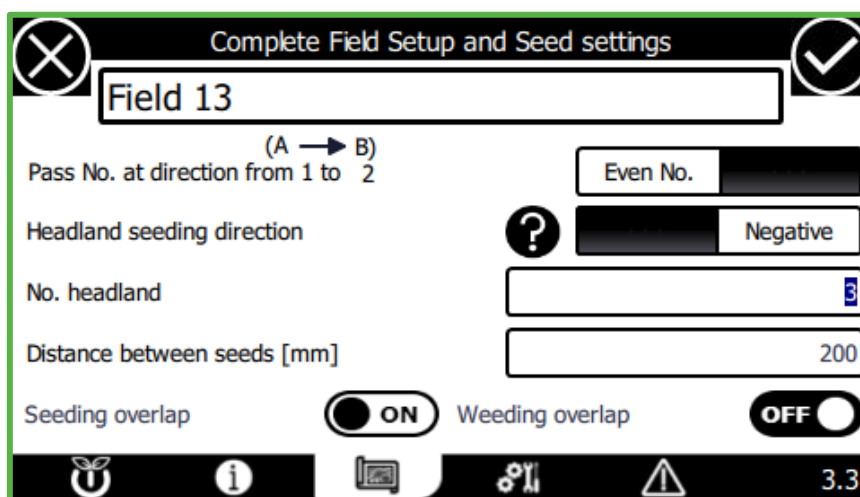 Complete Field Setup and Seed settings
Field 13
(A → B)
Pass No. at direction from 1 to 2
Even No.
Headland seeding direction
?
Negative
No. headland
3
Distance between seeds [mm]
200
Seeding overlap
ON
Weeding overlap
OFF
i
3.3